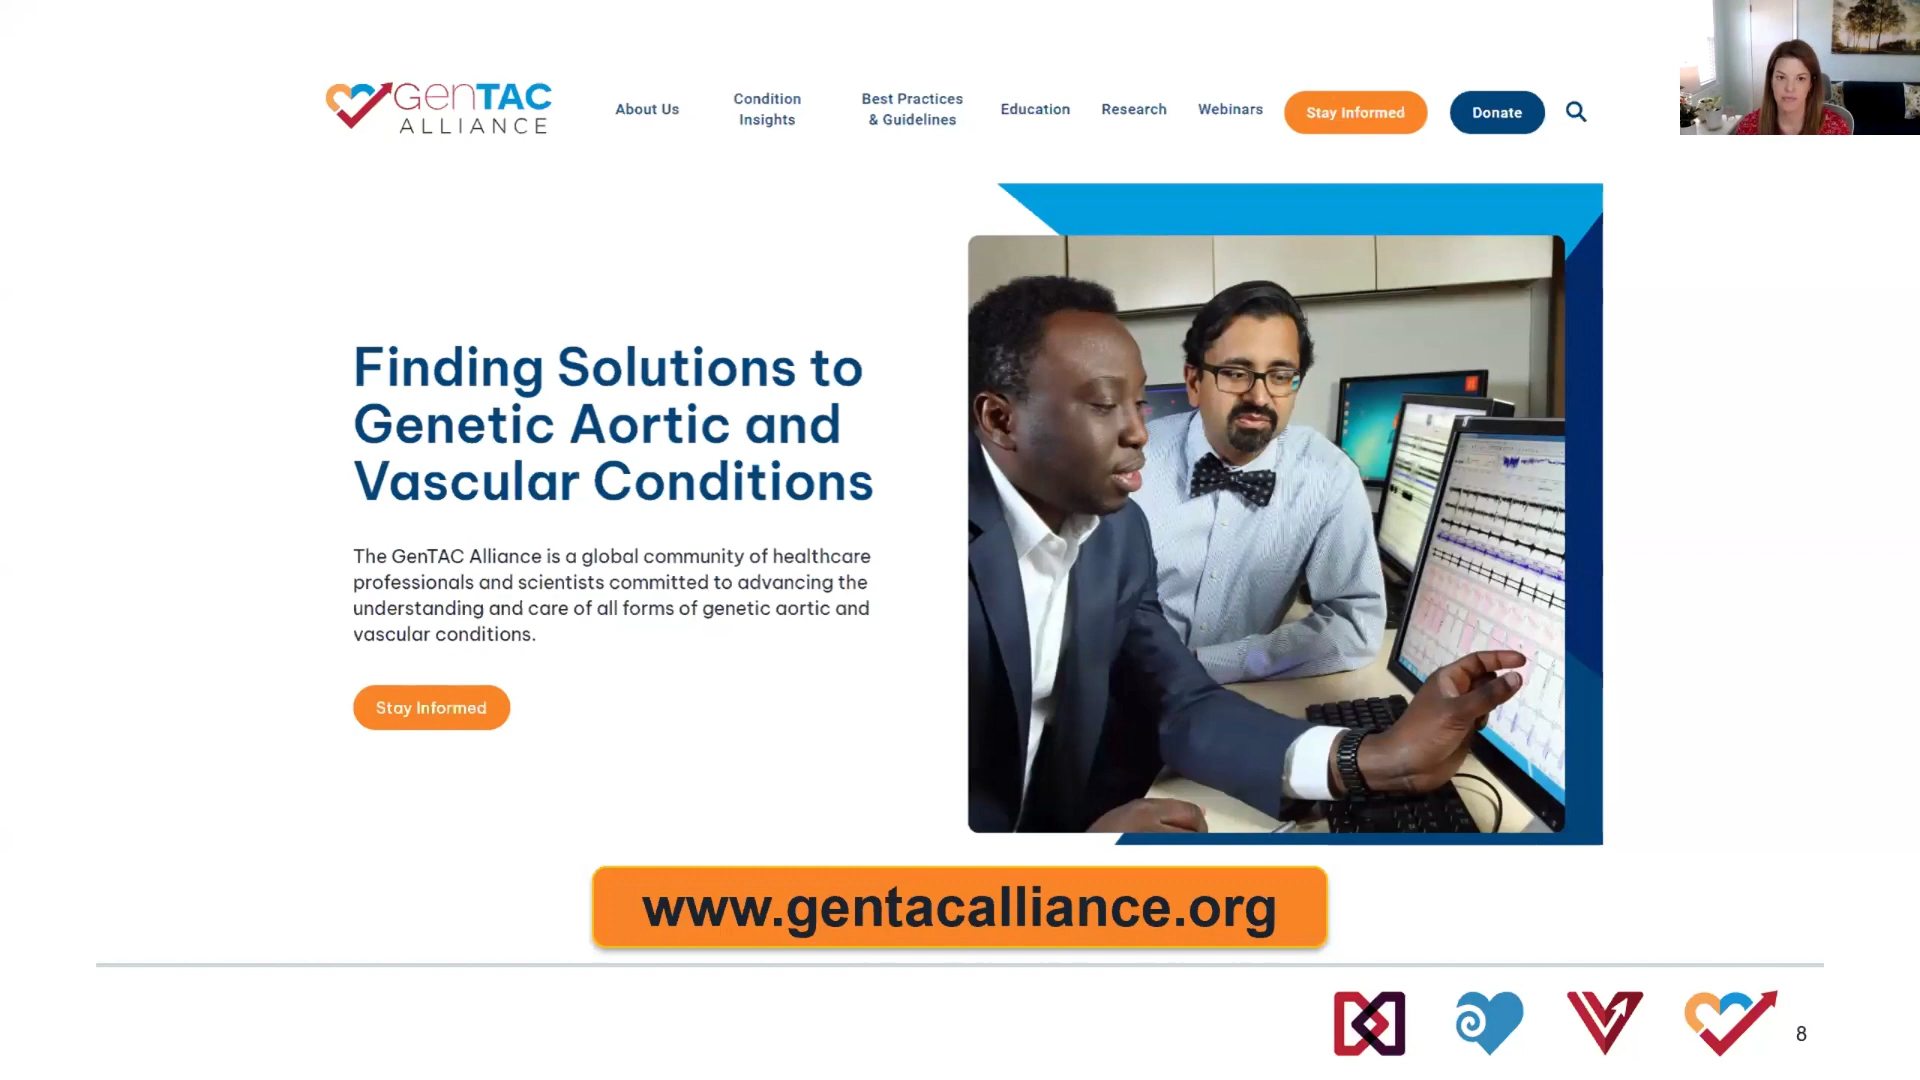 GenTAC
ALLIANCE
About Us
Condition
Insights
Best Practices
& Guidelines
Education
Research
Webinars
Stay Informed
Donate
Finding Solutions to
Genetic Aortic and
Vascular Conditions
The GenTAC Alliance is a global community of healthcare
professionals and scientists committed to advancing the
understanding and care of all forms of genetic aortic and
vascular conditions.
Stay Informed
www.gentacalliance.org
8